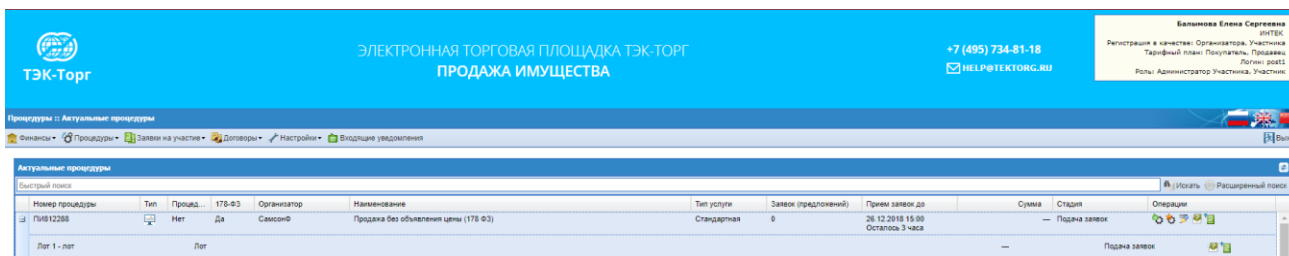 Балымова Елена Сергеевна
ИНТЕК
Регистрация в качестве: Организатора, Участника
Тарифный план: Покупатель, Продавец
Логин: post1
Роль: Администратор Участника, Участник
ТЭК-Торг
ЭЛЕКТРОННАЯ ТОРГОВАЯ ПЛОЩАДКА ТЭК-ТОРГ
ПРОДАЖА ИМУЩЕСТВА
+7 (495) 734-81-18
HELP@TEKTORG.RU
Процедуры :: Актуальные процедуры
Финансы Процедуры Заявки на участие Договоры Настройки Входящие уведомления Вых
Актуальные процедуры
Быстрый поиск Искать Расширенный поиск
Номер процедуры Тип Процед... 178-ФЗ Организатор Наименование Тип услуги Заявок (предложений) Прием заявок до Сумма Стадия Операции
ПИ812288 Нет Да СамсонФ Продажа без объявления цены (178 ФЗ) Стандартная 0 26.12.2018 15:00 — Подача заявок
Осталось 3 часа
Лот 1 - лот Лот — Подача заявок